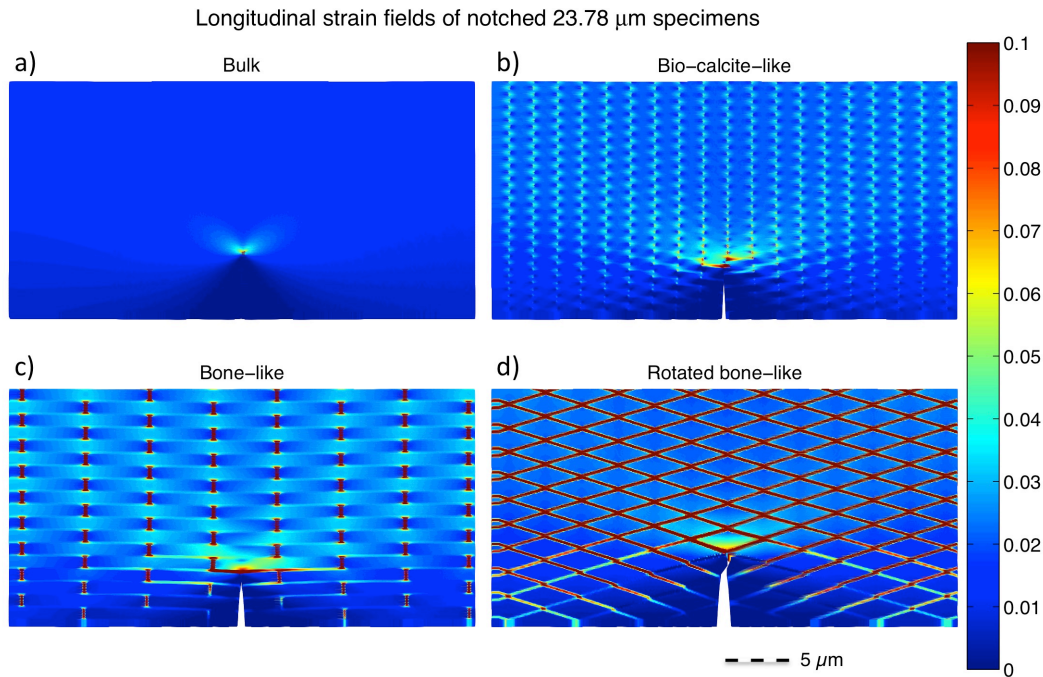 Longitudinal strain fields of notched 23.78 μm specimens
a)
Bulk
b)
Bio−calcite−like
c)
Bone−like
d)
Rotated bone−like
0.1
0.09
0.08
0.07
0.06
0.05
0.04
0.03
0.02
0.01
0
5 μm